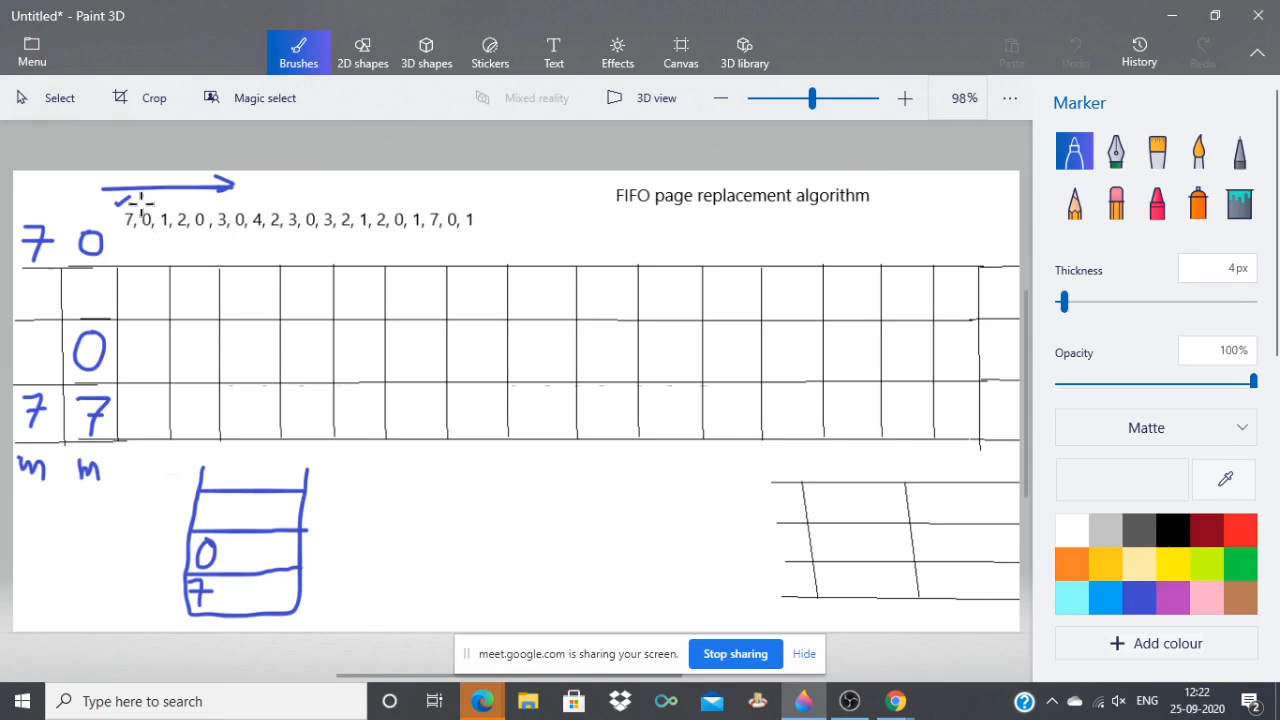 Untitled* - Paint 3D
Menu
Brushes
2D shapes
3D shapes
Stickers
Text
Effects
Canvas
3D library
Paste
Undo
History
Redo
Select
Crop
Magic select
Mixed reality
3D view
98%
Marker
Thickness
4px
Opacity
100%
Matte
Add colour
FIFO page replacement algorithm
7, 0, 1, 2, 0 , 3, 0, 4, 2, 3, 0, 3, 2, 1, 2, 0, 1, 7, 0, 1
7 0
0
7 7
m m
0
7
meet.google.com is sharing your screen.
Stop sharing
Hide
Type here to search
ENG
12:22
25-09-2020
2